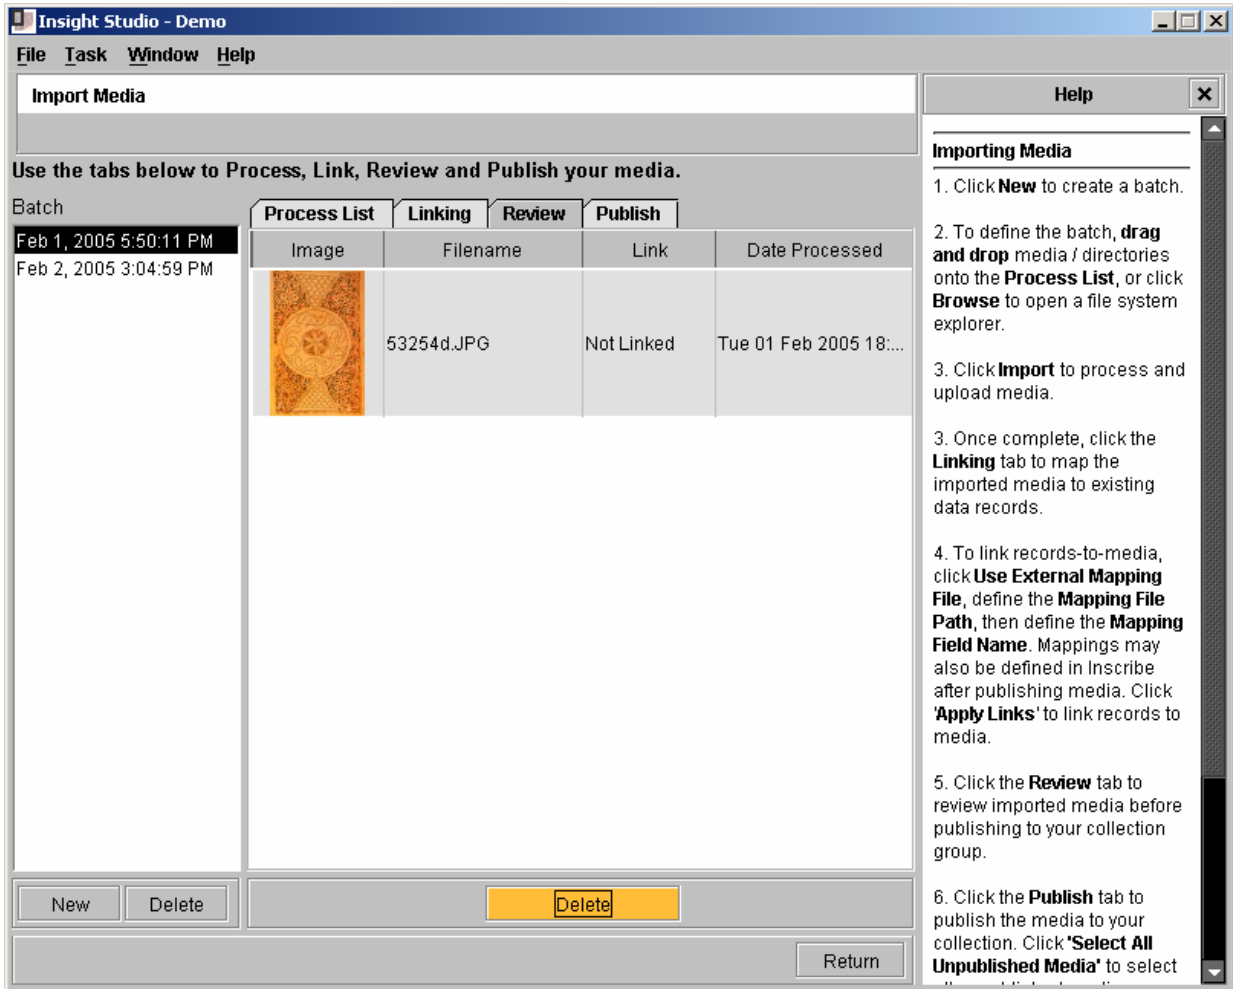 Insight Studio - Demo
File Task Window Help
Import Media
Use the tabs below to Process, Link, Review and Publish your media.
Batch
Feb 1, 2005 5:50:11 PM
Feb 2, 2005 3:04:59 PM
Process List Linking Review Publish
Image Filename Link Date Processed
53254d.JPG Not Linked Tue 01 Feb 2005 18:...
New Delete
Delete
Return
Help
Importing Media
1. Click New to create a batch.
2. To define the batch, drag
and drop media / directories
onto the Process List, or click
Browse to open a file system
explorer.
3. Click Import to process and
upload media.
3. Once complete, click the
Linking tab to map the
imported media to existing
data records.
4. To link records-to-media,
click Use External Mapping
File, define the Mapping File
Path, then define the Mapping
Field Name. Mappings may
also be defined in Inscribe
after publishing media. Click
'Apply Links' to link records to
media.
5. Click the Review tab to
review imported media before
publishing to your collection
group.
6. Click the Publish tab to
publish the media to your
collection. Click 'Select All
Unpublished Media' to select